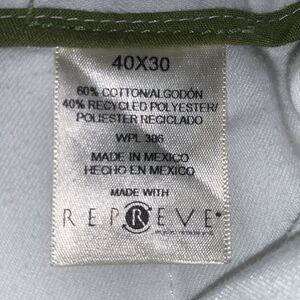 40X30
60% COTTON/ALGODÓN
40% RECYCLED POLYESTER/
POLIESTER RECICLADO
WPL 386
MADE IN MEXICO
HECHO EN MEXICO
MADE WITH
REPREVE®